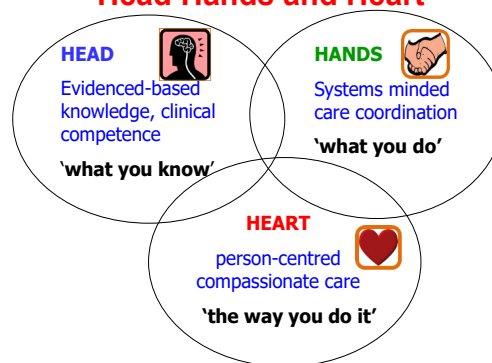 Head Hands and Heart
HEAD
Evidenced-based
knowledge, clinical
competence
‘what you know’
HANDS
Systems minded
care coordination
‘what you do’
HEART
person-centred
compassionate care
‘the way you do it’